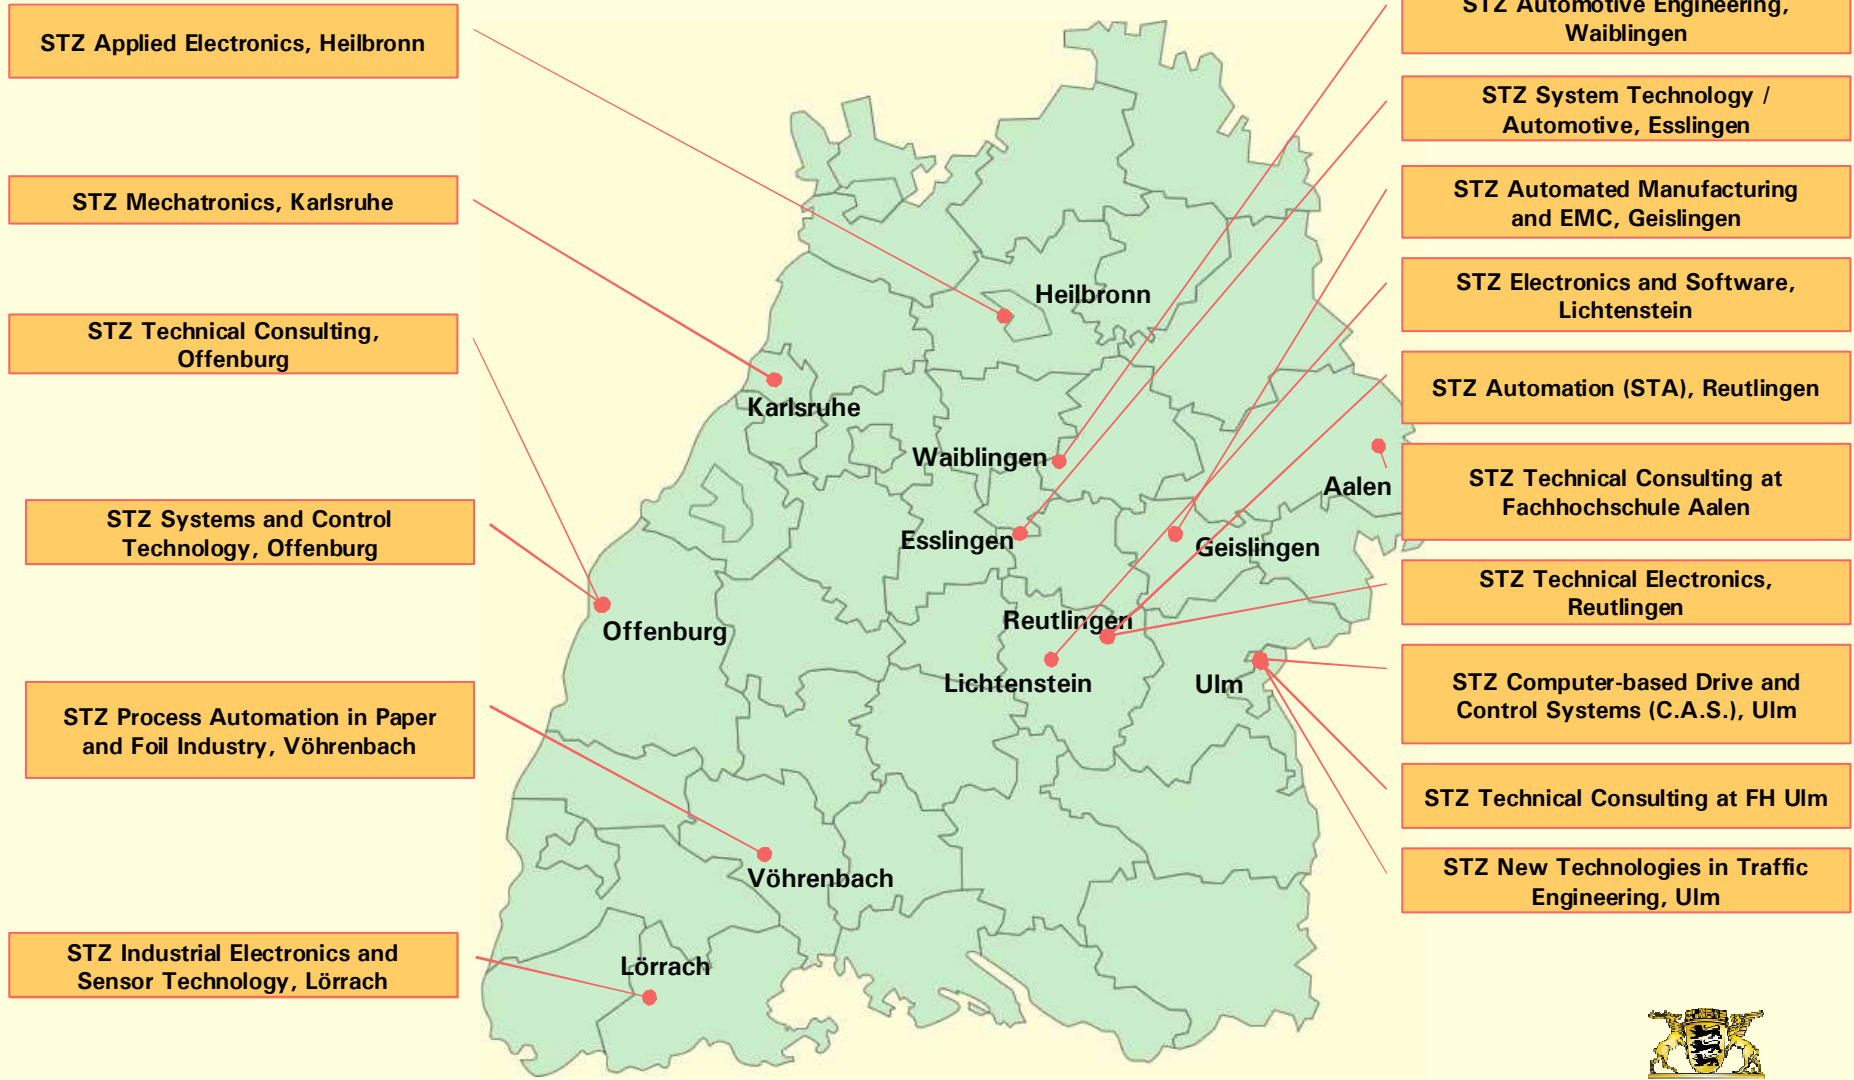 STZ Applied Electronics, Heilbronn
STZ Mechatronics, Karlsruhe
STZ Technical Consulting,
Offenburg
STZ Systems and Control
Technology, Offenburg
STZ Process Automation in Paper
and Foil Industry, Vöhrenbach
STZ Industrial Electronics and
Sensor Technology, Lörrach
Heilbronn
Karlsruhe
Waiblingen
Aalen
Esslingen
Geislingen
Reutlingen
Offenburg
Lichtenstein
Ulm
Vöhrenbach
Lörrach
STZ Automotive Engineering,
Waiblingen
STZ System Technology /
Automotive, Esslingen
STZ Automated Manufacturing
and EMC, Geislingen
STZ Electronics and Software,
Lichtenstein
STZ Automation (STA), Reutlingen
STZ Technical Consulting at
Fachhochschule Aalen
STZ Technical Electronics,
Reutlingen
STZ Computer-based Drive and
Control Systems (C.A.S.), Ulm
STZ Technical Consulting at FH Ulm
STZ New Technologies in Traffic
Engineering, Ulm